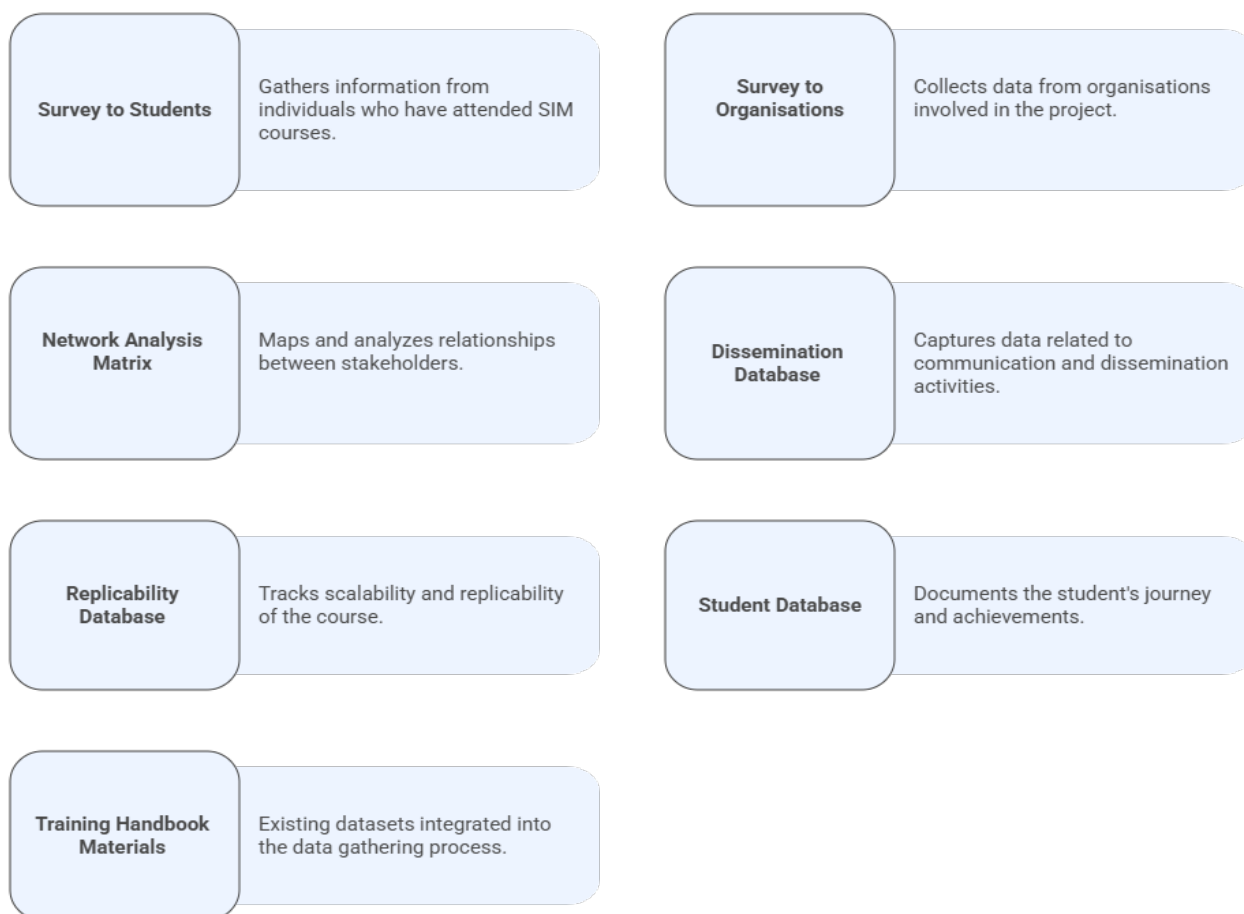 Survey to Students
Gathers information from
individuals who have attended SIM
courses.
Survey to
Organisations
Collects data from organisations
involved in the project.
Network Analysis
Matrix
Maps and analyzes relationships
between stakeholders.
Dissemination
Database
Captures data related to
communication and dissemination
activities.
Replicability
Database
Tracks scalability and replicability
of the course.
Student Database
Documents the student's journey
and achievements.
Training Handbook
Materials
Existing datasets integrated into
the data gathering process.